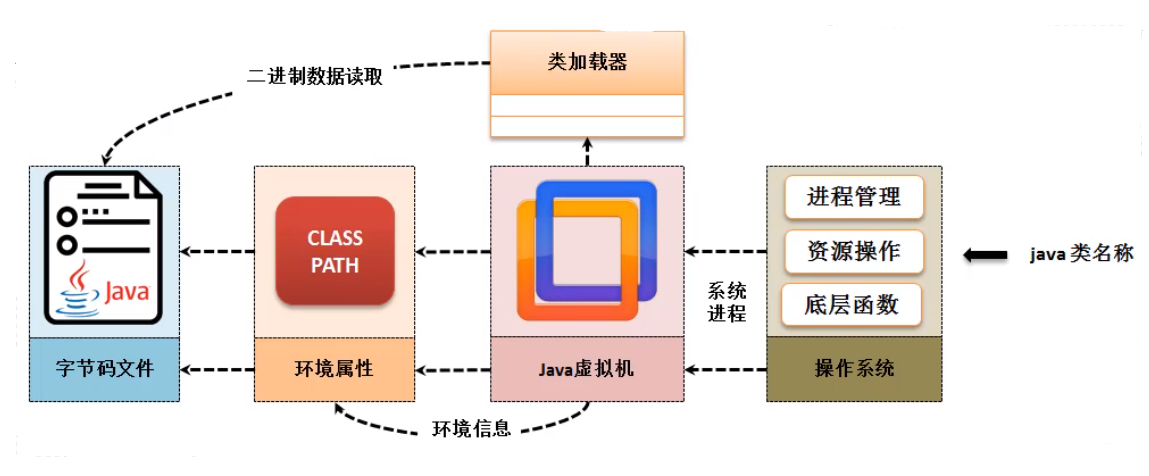 类加载器
二进制数据读取
进程管理
CLASS
PATH
资源操作
java 类名称
Java
底层函数
系统
进程
字节码文件
环境属性
Java虚拟机
操作系统
环境信息